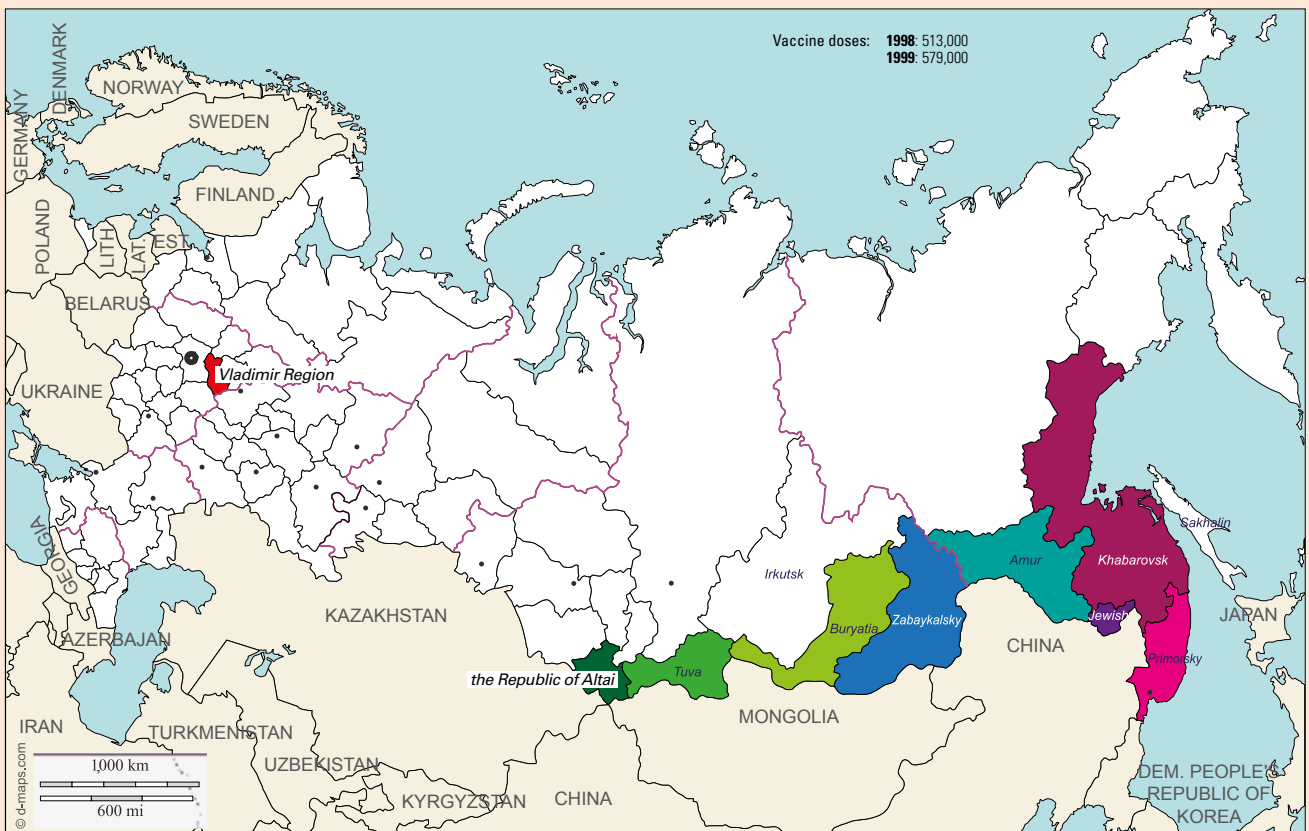 Vaccine doses: 1998: 513,000
1999: 579,000
DENMARK
NORWAY
GERMANY
SWEDEN
FINLAND
POLAND
LITH
LAT.
EST
BELARUS
Vladimir Region
UKRAINE
GEORGIA
AZERBAJAN
KAZAKHSTAN
IRAN
TURKMENISTAN
UZBEKISTAN
KYRGYZSTAN
CHINA
the Republic of Altai
Tuva
Irkutsk
Buryatia
Zabaykalsky
Amur
Khabarovsk
Jewish
Primorsky
Sakhalin
MONGOLIA
CHINA
JAPAN
DEM. PEOPLE'S
REPUBLIC OF
KOREA
1,000 km
600 mi
© d-maps.com